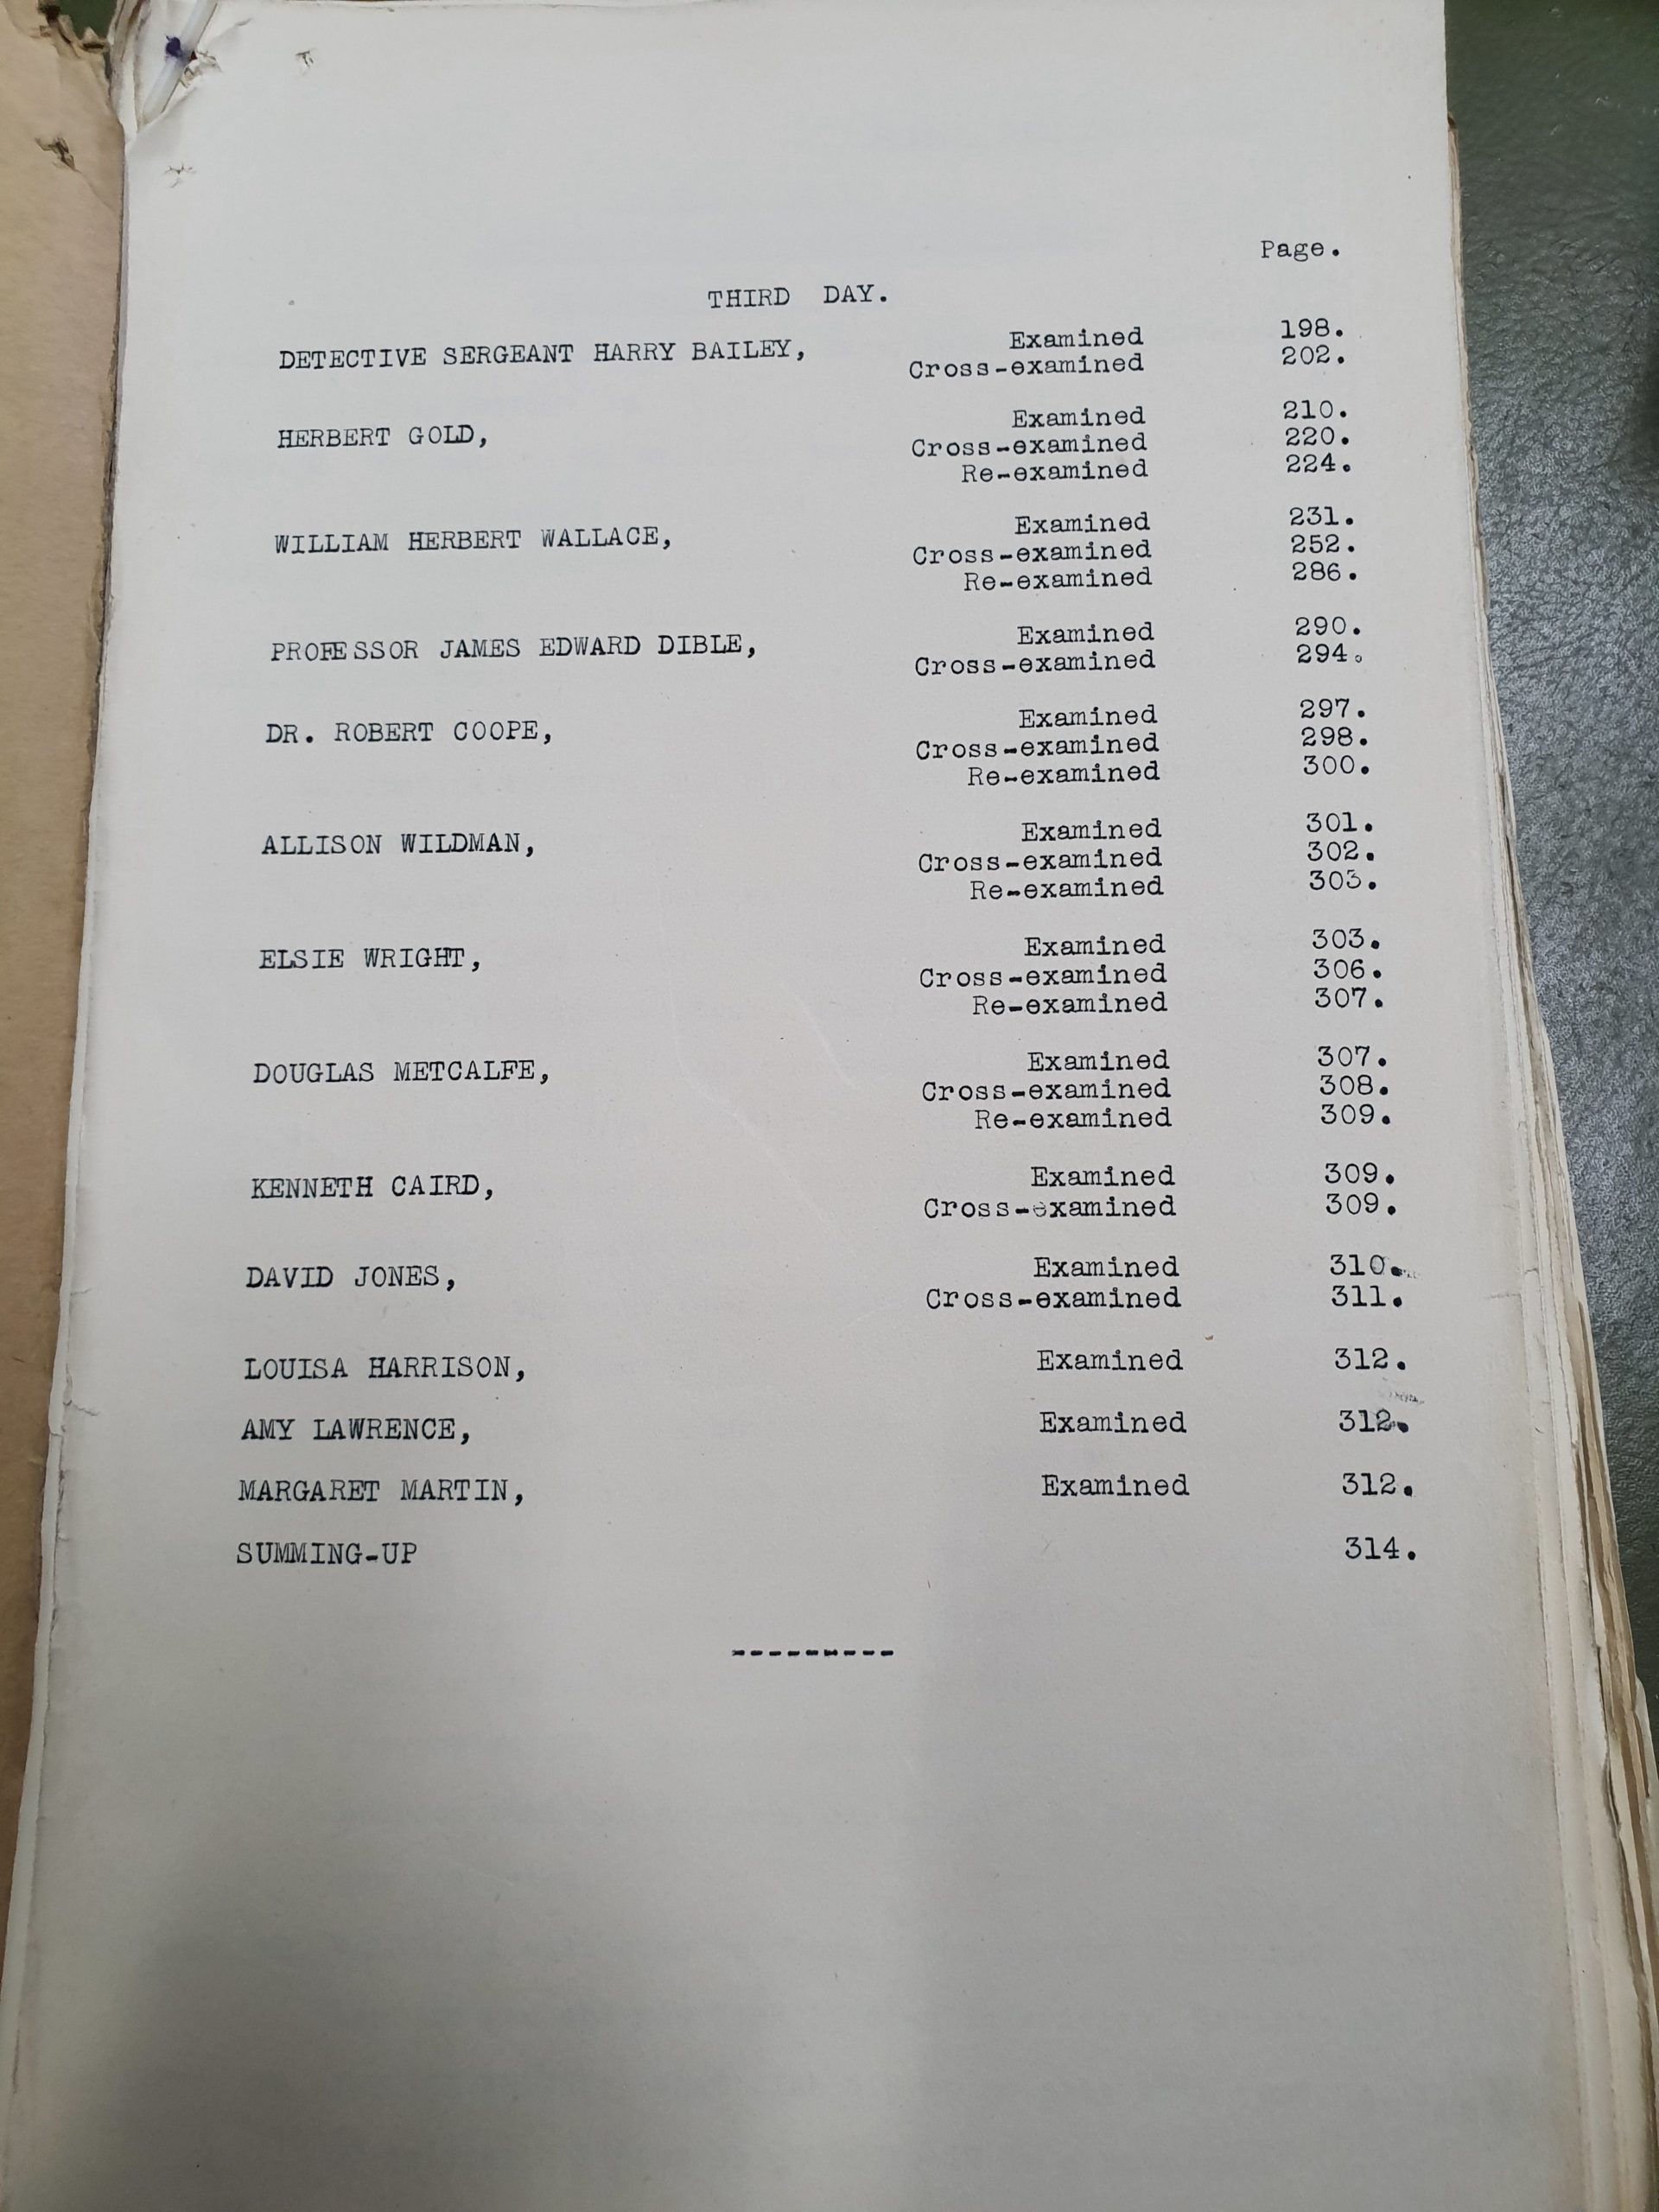 Page.
THIRD DAY.
DETECTIVE SERGEANT HARRY BAILEY, Examined 198.
Cross-examined 202.
HERBERT GOLD, Examined 210.
Cross-examined 220.
Re-examined 224.
WILLIAM HERBERT WALLACE, Examined 231.
Cross-examined 252.
Re-examined 286.
PROFESSOR JAMES EDWARD DIBLE, Examined 290.
Cross-examined 294.
DR. ROBERT COOPE, Examined 297.
Cross-examined 298.
Re-examined 300.
ALLISON WILDMAN, Examined 301.
Cross-examined 302.
Re-examined 303.
ELSIE WRIGHT, Examined 303.
Cross-examined 306.
Re-examined 307.
DOUGLAS METCALFE, Examined 307.
Cross-examined 308.
Re-examined 309.
KENNETH CAIRD, Examined 309.
Cross-examined 309.
DAVID JONES, Examined 310.
Cross-examined 311.
LOUISA HARRISON, Examined 312.
AMY LAWRENCE, Examined 312.
MARGARET MARTIN, Examined 312.
SUMMING-UP 314.
---------